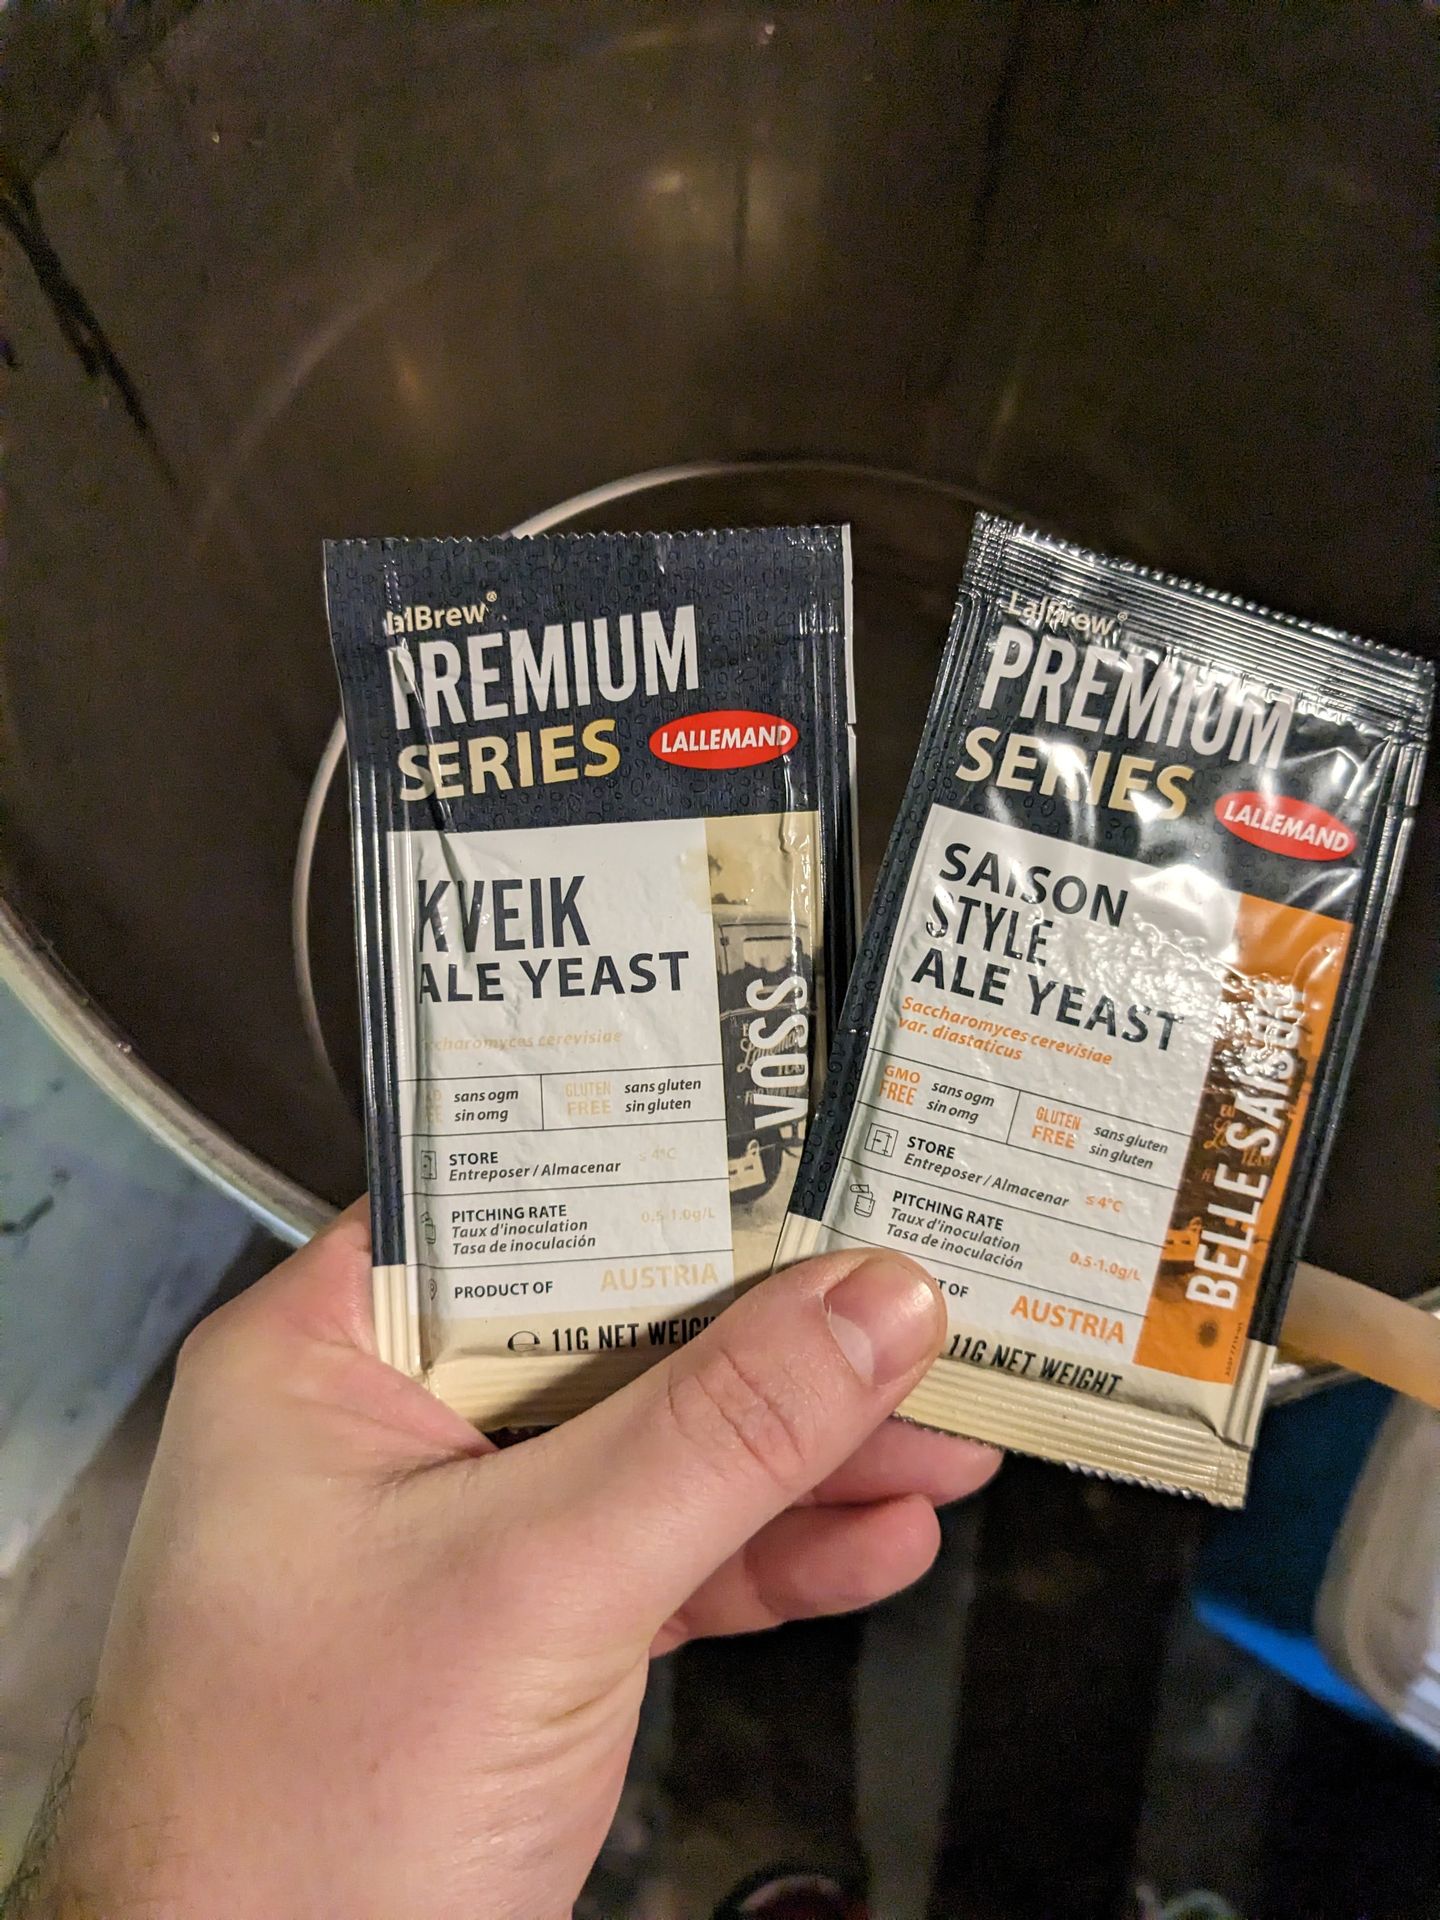 lalBrew®
PREMIUM
SERIES
LALLEMAND
KVEIK
ALE YEAST
charomyces cerevisiae
sans ogm
sin omg
GLUTEN
FREE
sans gluten
sin gluten
STORE
Entreposer / Almacenar
≤ 4°C
PITCHING RATE
Taux d'inoculation
Tasa de inoculación
0.5-1.0g/L
PRODUCT OF
AUSTRIA
℮ 11G NET WEIGH
VOSS
LalBrew®
PREMIUM
SERIES
LALLEMAND
SAISON
STYLE
ALE YEAST
Saccharomyces cerevisiae
var. diastaticus
GMO
FREE
sans ogm
sin omg
GLUTEN
FREE
sans gluten
sin gluten
STORE
Entreposer / Almacenar
≤ 4°C
PITCHING RATE
Taux d'inoculation
Tasa de inoculación
0.5-1.0g/L
T OF
AUSTRIA
11G NET WEIGHT
BELLE SAISON